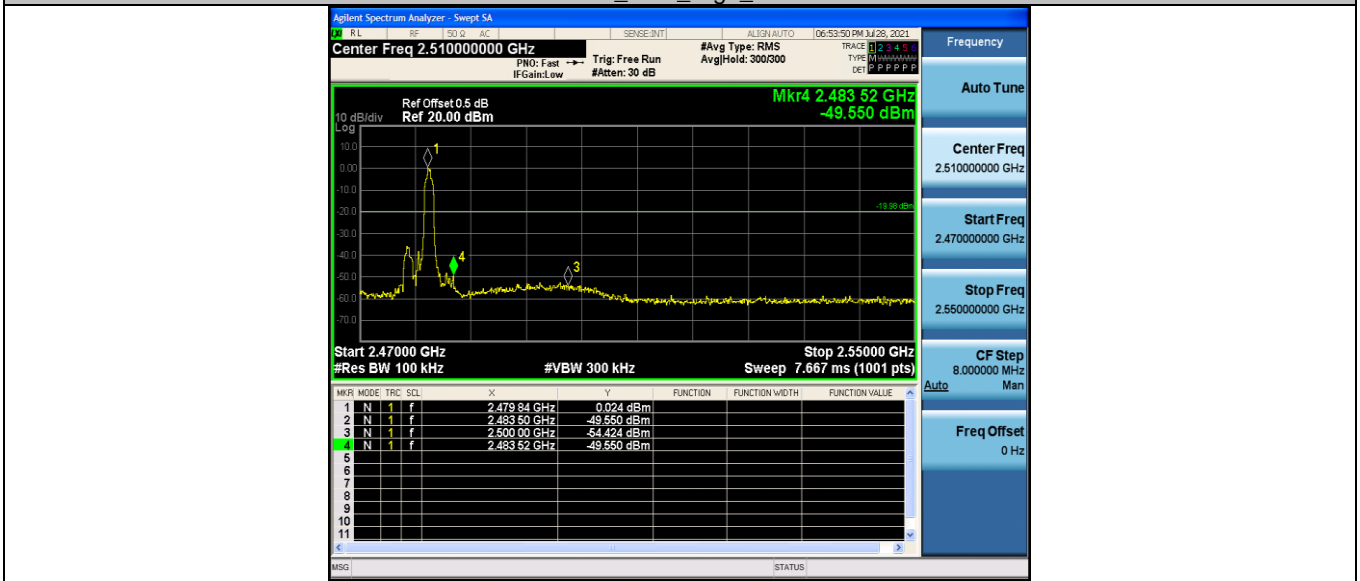 Agilent Spectrum Analyzer - Swept SA
RL RF 50 Ω AC SENSE:INT ALIGN AUTO 06:53:50 PM Jul 28, 2021
Center Freq 2.510000000 GHz
PNO: Fast
IFGain:Low
Trig: Free Run
#Atten: 30 dB
#Avg Type: RMS
Avg|Hold: 300/300
TRACE 1 2 3 4 5 6
TYPE M
DET P P P P P P
Mkr4 2.483 52 GHz
-49.550 dBm
Ref Offset 0.5 dB
10 dB/div Ref 20.00 dBm
Log
10.0
0.00
-10.0
-20.0
-30.0
-40.0
-50.0
-60.0
-70.0
1
4
3
-19.98 dBm
Start 2.47000 GHz Stop 2.55000 GHz
#Res BW 100 kHz #VBW 300 kHz Sweep 7.667 ms (1001 pts)
MKR MODE TRC SCL X Y FUNCTION FUNCTION WIDTH FUNCTION VALUE
1 N 1 f 2.479 84 GHz 0.024 dBm
2 N 1 f 2.483 50 GHz -49.550 dBm
3 N 1 f 2.500 00 GHz -54.424 dBm
4 N 1 f 2.483 52 GHz -49.550 dBm
5
6
7
8
9
10
11
MSG STATUS
Frequency
Auto Tune
Center Freq
2.510000000 GHz
Start Freq
2.470000000 GHz
Stop Freq
2.550000000 GHz
CF Step
8.000000 MHz
Auto Man
Freq Offset
0 Hz